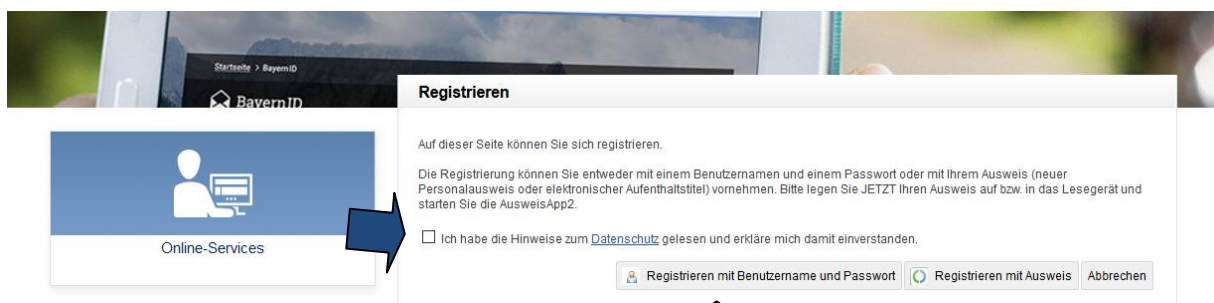 Startseite > BayernID
BayernID
Registrieren
Auf dieser Seite können Sie sich registrieren.
Die Registrierung können Sie entweder mit einem Benutzernamen und einem Passwort oder mit Ihrem Ausweis (neuer
Personalausweis oder elektronischer Aufenthaltstitel) vornehmen. Bitte legen Sie JETZT Ihren Ausweis auf bzw. in das Lesegerät und
starten Sie die AusweisApp2.
Online-Services
Ich habe die Hinweise zum Datenschutz gelesen und erkläre mich damit einverstanden.
Registrieren mit Benutzername und Passwort Registrieren mit Ausweis Abbrechen